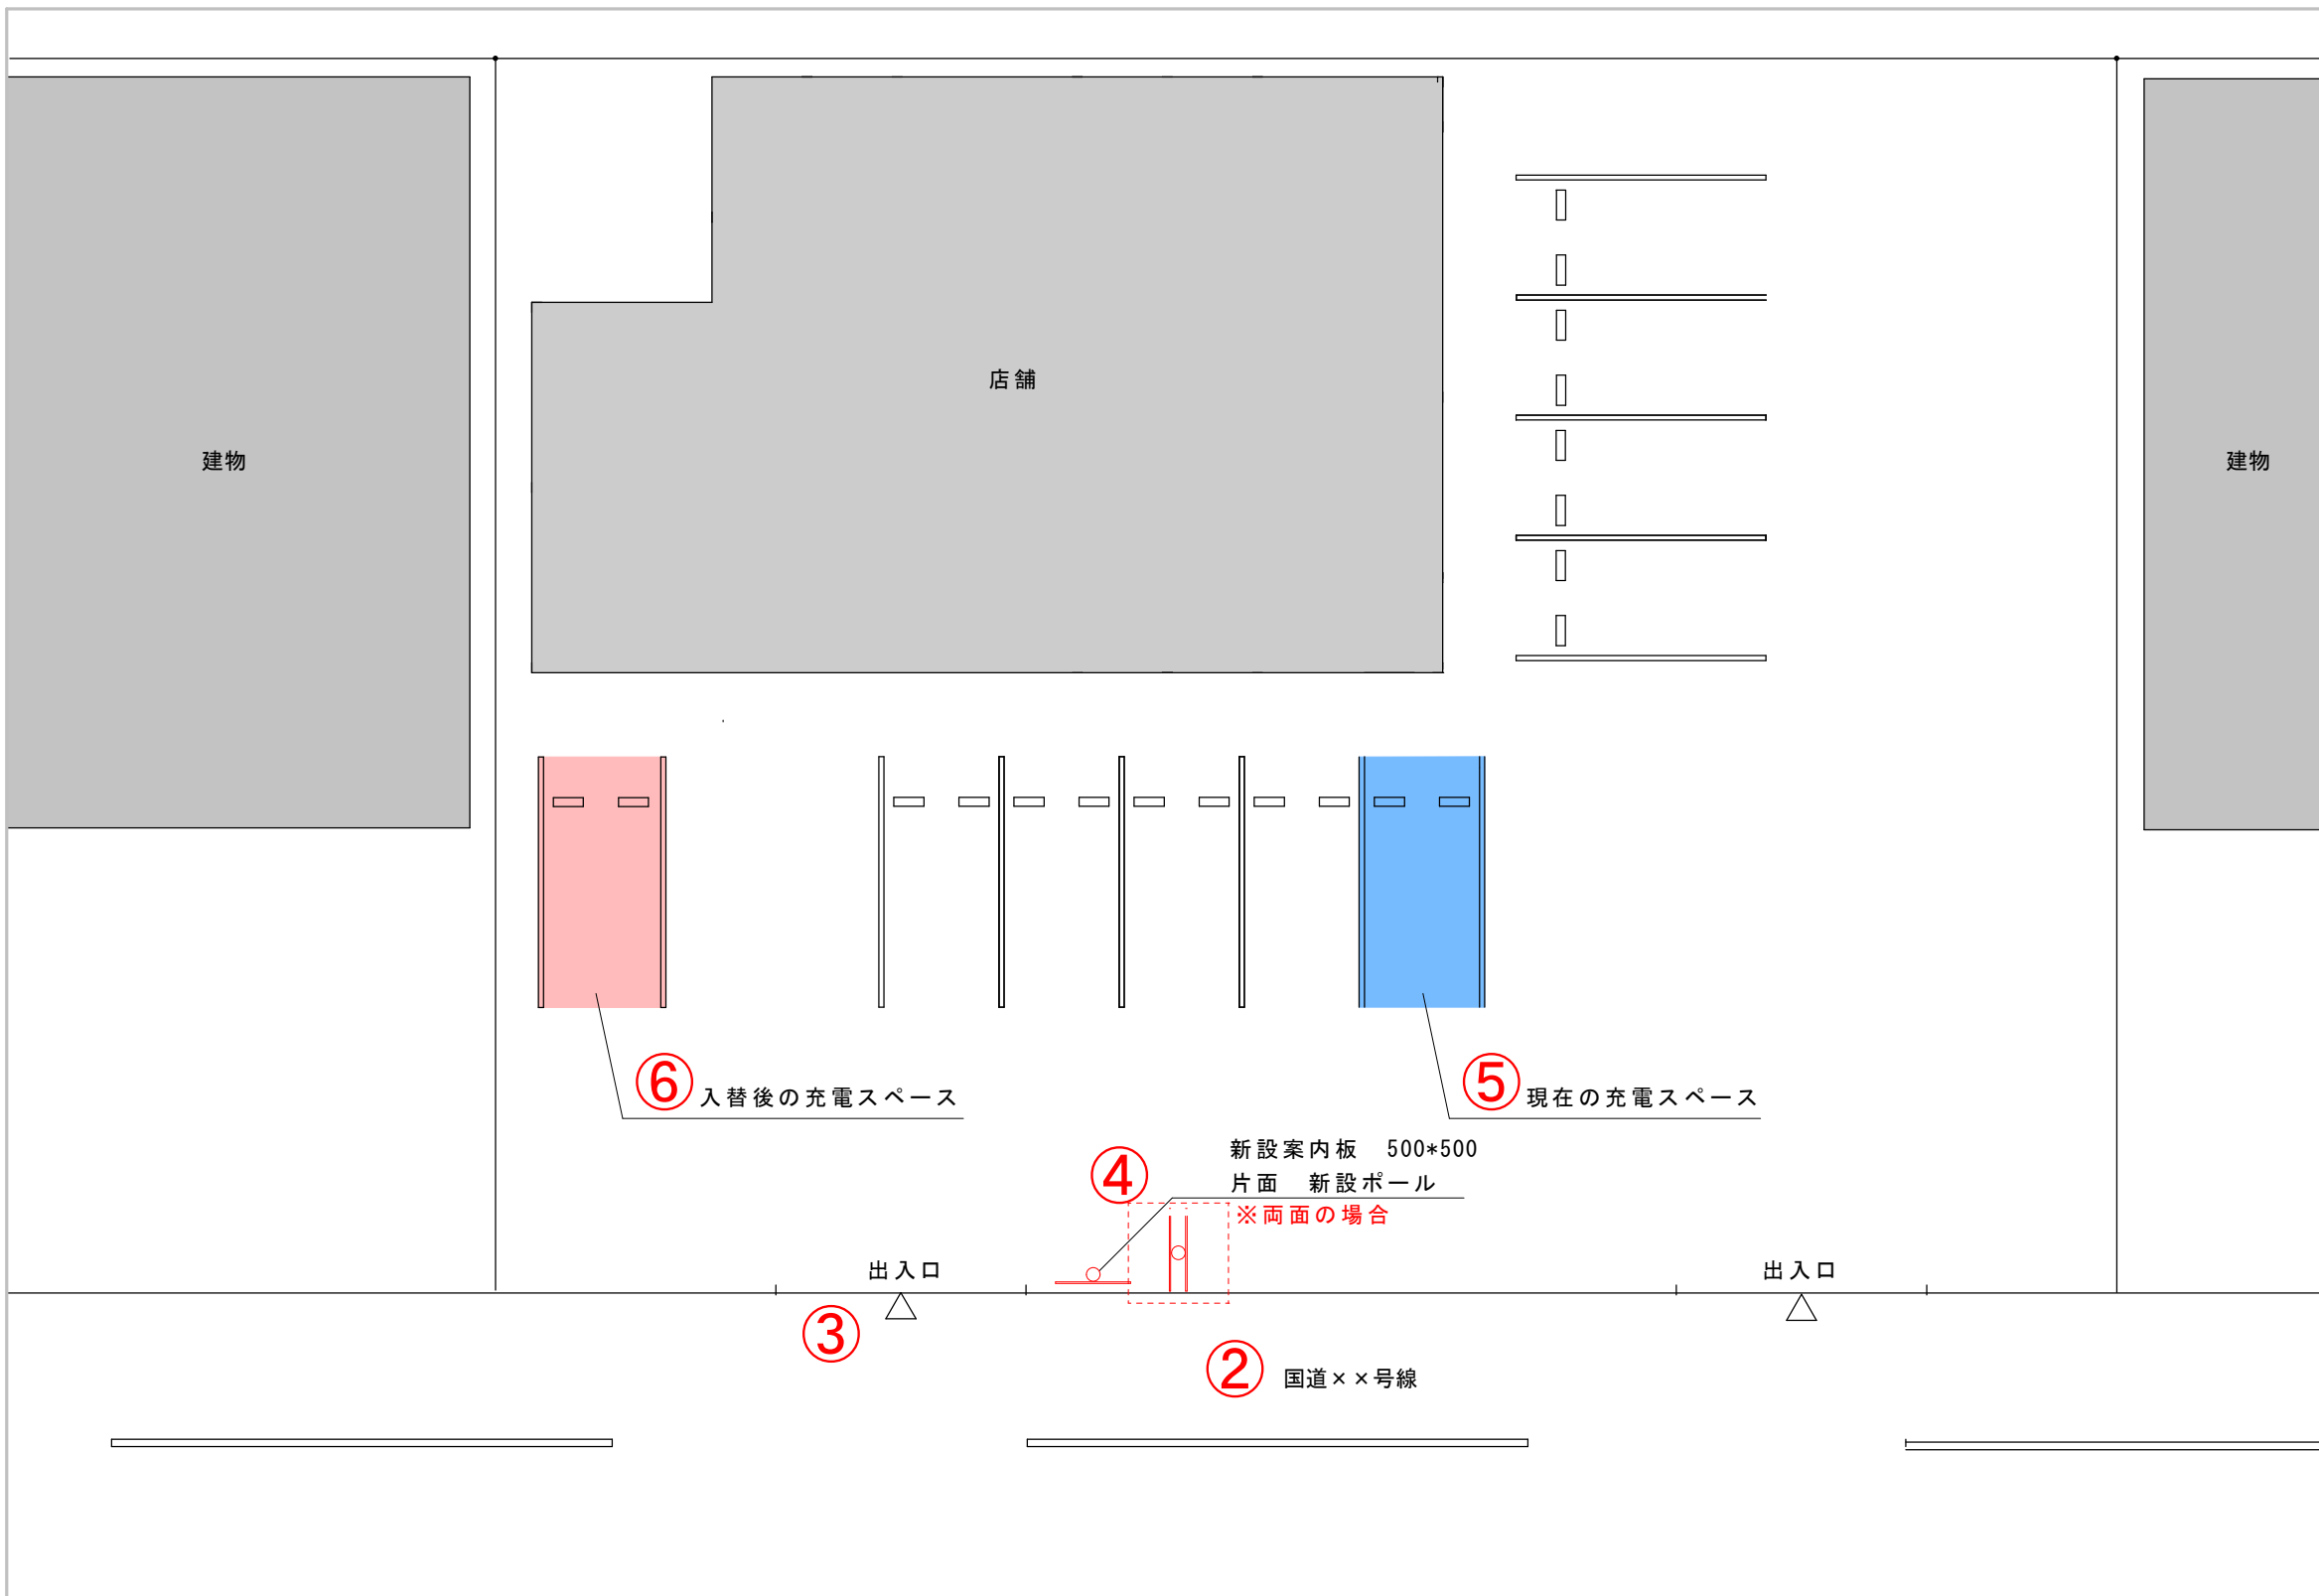 店舗
建物
建物
⑥ 入替後の充電スペース
⑤ 現在の充電スペース
④
新設案内板　500*500
片面　新設ポール
※両面の場合
出入口
出入口
③
② 国道××号線